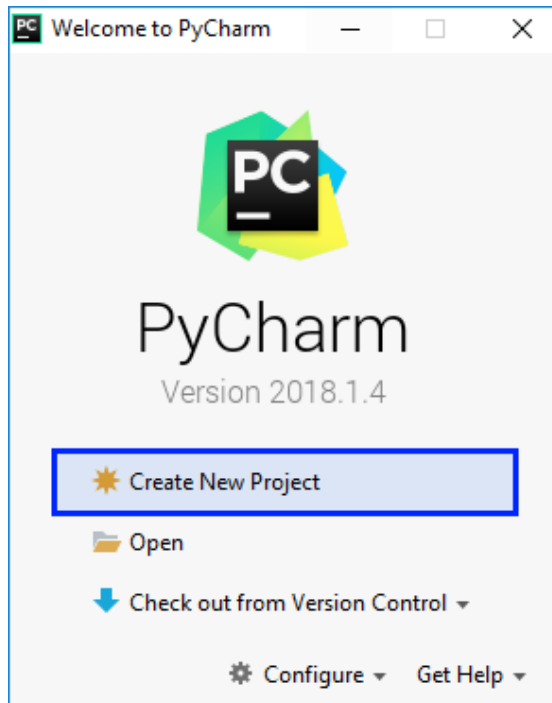 PC Welcome to PyCharm
PC
PyCharm
Version 2018.1.4
Create New Project
Open
Check out from Version Control
Configure Get Help